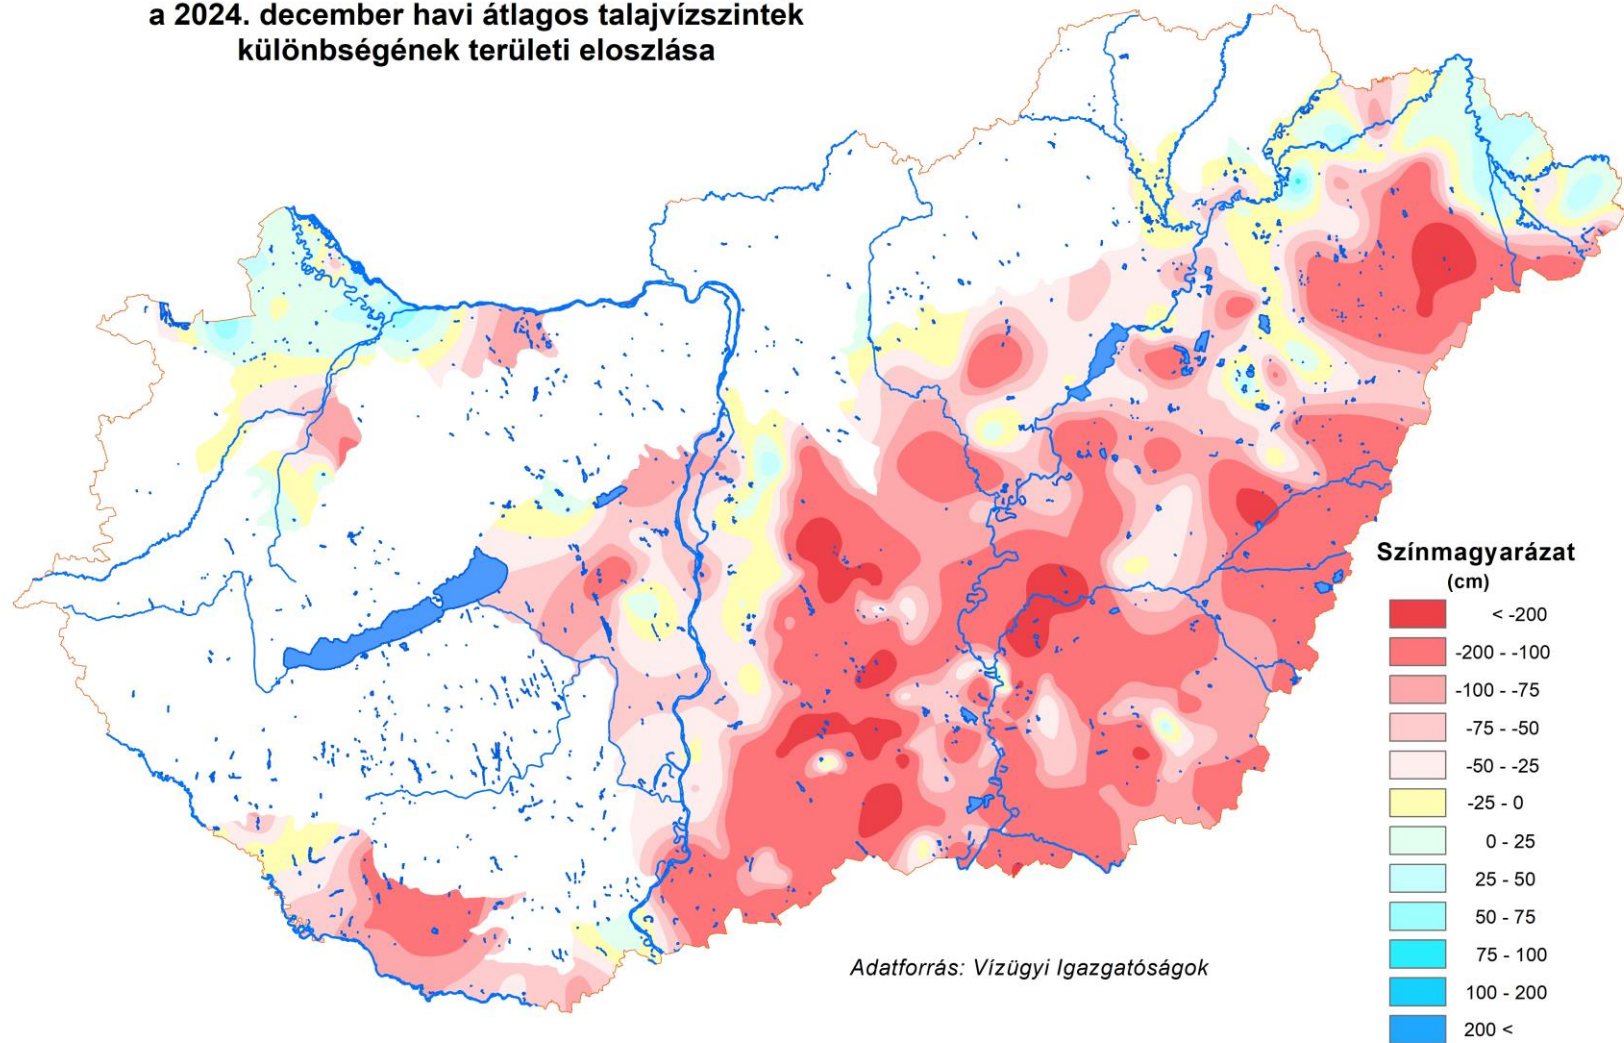 a 2024. december havi átlagos talajvízszintek
különbségének területi eloszlása
Színmagyarázat
(cm)
< -200
-200 - -100
-100 - -75
-75 - -50
-50 - -25
-25 - 0
0 - 25
25 - 50
50 - 75
75 - 100
100 - 200
200 <
Adatforrás: Vízügyi Igazgatóságok